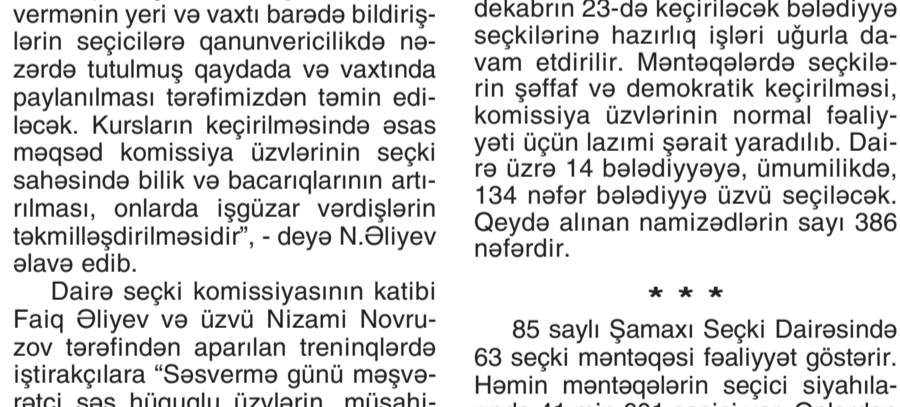 vermənin yeri və vaxtı barədə bildiriş-
lərin seçicilərə qanunvericilikdə nə-
zərdə tutulmuş qaydada və vaxtında
paylanılması tərəfimizdən təmin edi-
ləcək. Kursların keçirilməsində əsas
məqsəd komissiya üzvlərinin seçki
sahəsində bilik və bacarıqlarının artı-
rılması, onlarda işgüzar vərdişlərin
təkmilləşdirilməsidir”, - deyə N.Əliyev
əlavə edib.
Dairə seçki komissiyasının katibi
Faiq Əliyev və üzvü Nizami Novru-
zov tərəfindən aparılan treninqlərdə
iştirakçılara “Səsvermə günü məşvə-
rətçi səs hüquqlu üzvlərin, müşahi-
dekabrın 23-də keçiriləcək bələdiyyə
seçkilərinə hazırlıq işləri uğurla da-
vam etdirilir. Məntəqələrdə seçkilə-
rin şəffaf və demokratik keçirilməsi,
komissiya üzvlərinin normal fəaliy-
yəti üçün lazımi şərait yaradılıb. Dai-
rə üzrə 14 bələdiyyəyə, ümumilikdə,
134 nəfər bələdiyyə üzvü seçiləcək.
Qeydə alınan namizədlərin sayı 386
nəfərdir.
* * *
85 saylı Şamaxı Seçki Dairəsində
63 seçki məntəqəsi fəaliyyət göstərir.
Həmin məntəqələrin seçici siyahıla-